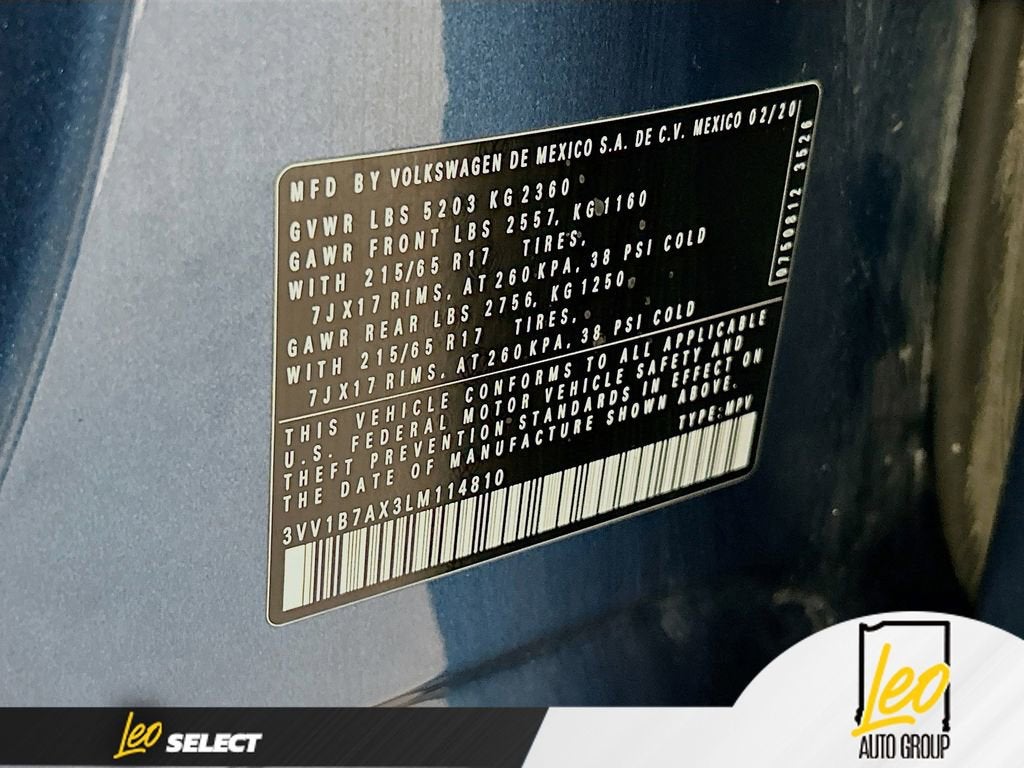 MFD BY VOLKSWAGEN DE MEXICO S.A. DE C.V. MEXICO 02/20
GVWR LBS 5203 KG 2360
GAWR FRONT LBS 2557, KG 1160
WITH 215/65 R17 TIRES,
7JX17 RIMS, AT 260 KPA, 38 PSI COLD
GAWR REAR LBS 2756, KG 1250,
WITH 215/65 R17 TIRES,
7JX17 RIMS, AT 260 KPA, 38 PSI COLD
THIS VEHICLE CONFORMS TO ALL APPLICABLE
U.S. FEDERAL MOTOR VEHICLE SAFETY AND
THEFT PREVENTION STANDARDS IN EFFECT ON
THE DATE OF MANUFACTURE SHOWN ABOVE.
TYPE: MPV
3VV1B7AX3LM114810
Leo SELECT
Leo
AUTO GROUP